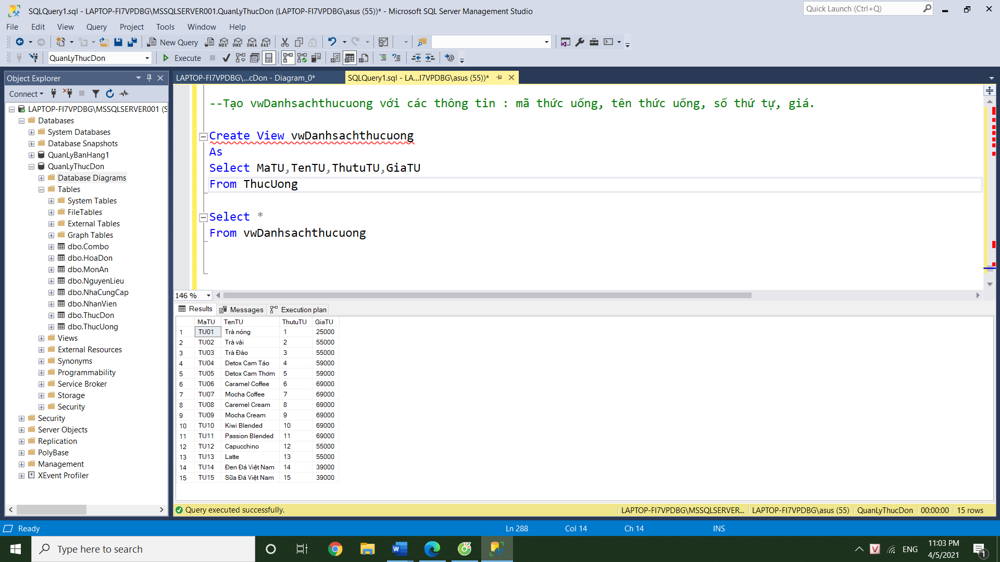 SQLQuery1.sql - LAPTOP-FI7VPDBG\MSSQLSERVER001.QuanLyThucDon (LAPTOP-FI7VPDBG\asus (55))* - Microsoft SQL Server Management Studio
Quick Launch (Ctrl+Q)
File Edit View Query Project Tools Window Help
New Query
MDX DMX XMLA DAX
QuanLyThucDon
Execute
Object Explorer
LAPTOP-FI7VPDBG\...cDon - Diagram_0*
SQLQuery1.sql - LA...I7VPDBG\asus (55))*
Connect
LAPTOP-FI7VPDBG\MSSQLSERVER001 (S
Databases
System Databases
Database Snapshots
QuanLyBanHang1
QuanLyThucDon
Database Diagrams
Tables
System Tables
FileTables
External Tables
Graph Tables
dbo.Combo
dbo.HoaDon
dbo.MonAn
dbo.NguyenLieu
dbo.NhaCungCap
dbo.NhanVien
dbo.ThucDon
dbo.ThucUong
Views
External Resources
Synonyms
Programmability
Service Broker
Storage
Security
Security
Server Objects
Replication
PolyBase
Management
XEvent Profiler
--Tạo vwDanhsachthucuong với các thông tin : mã thức uống, tên thức uống, số thứ tự, giá.
Create View vwDanhsachthucuong
As
Select MaTU,TenTU,ThutuTU,GiaTU
From ThucUong
Select *
From vwDanhsachthucuong
146 %
Results Messages Execution plan
MaTU TenTU ThutuTU GiaTU
1 TU01 Trà nóng 1 25000
2 TU02 Trà vải 2 55000
3 TU03 Trà Đào 3 55000
4 TU04 Detox Cam Táo 4 59000
5 TU05 Detox Cam Thơm 5 59000
6 TU06 Caramel Coffee 6 69000
7 TU07 Mocha Coffee 7 69000
8 TU08 Caremel Cream 8 69000
9 TU09 Mocha Cream 9 69000
10 TU10 Kiwi Blended 10 69000
11 TU11 Passion Blended 11 69000
12 TU12 Capucchino 12 55000
13 TU13 Latte 13 55000
14 TU14 Đen Đá Việt Nam 14 39000
15 TU15 Sữa Đá Việt Nam 15 39000
Query executed successfully.
LAPTOP-FI7VPDBG\MSSQLSERVER... LAPTOP-FI7VPDBG\asus (55) QuanLyThucDon 00:00:00 15 rows
Ready
Ln 288 Col 14 Ch 14 INS
Type here to search
ENG
11:03 PM
4/5/2021
1